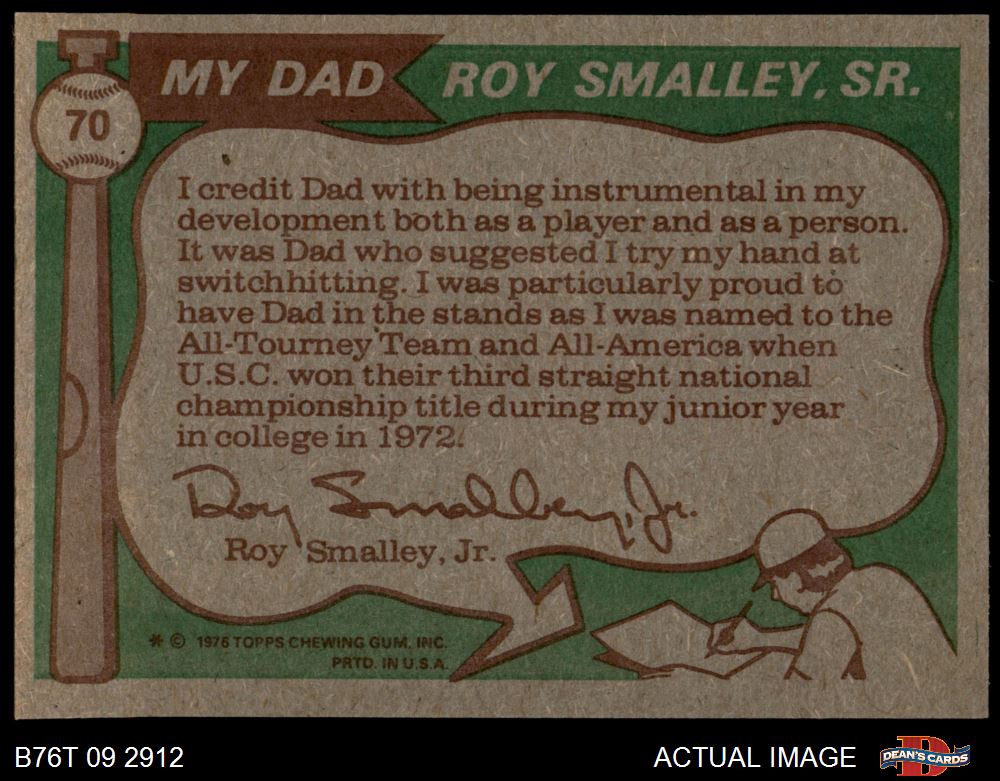 MY DAD ROY SMALLEY, SR.
70
I credit Dad with being instrumental in my
development both as a player and as a person.
It was Dad who suggested I try my hand at
switchhitting. I was particularly proud to
have Dad in the stands as I was named to the
All-Tourney Team and All-America when
U.S.C. won their third straight national
championship title during my junior year
in college in 1972.
Roy Smalley, Jr.
Roy Smalley, Jr.
* © 1976 TOPPS CHEWING GUM, INC.
PRTD. IN U.S.A.
B76T 09 2912
ACTUAL IMAGE
D
DEAN'S CARDS